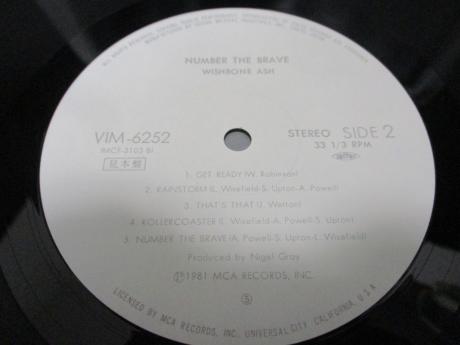 NUMBER THE BRAVE
WISHBONE ASH
VIM-6252
(MCF-3103 B)
見本盤
STEREO SIDE 2
33 1/3 RPM
1. GET READY (W. Robinson)
2. RAINSTORM (L. Wisefield-S. Upton-A. Powell)
3. THAT'S THAT (J. Wetton)
4. ROLLERCOASTER (L. Wisefield-A. Powell-S. Upton)
5. NUMBER THE BRAVE (A. Powell-S. Upton-L. Wisefield)
Produced by Nigel Gray
Ⓟ1981 MCA RECORDS, INC.
Ⓢ
LICENSED BY MCA RECORDS, INC., UNIVERSAL CITY, CALIFORNIA, U.S.A.